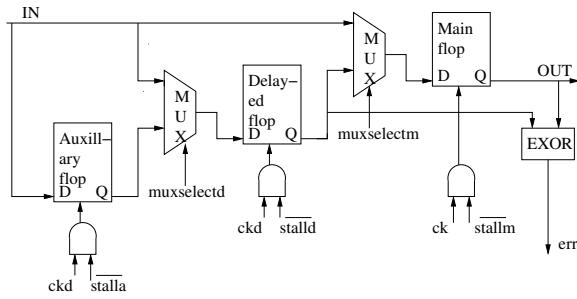 IN
M
U
X
Main
flop
D
Q
OUT
M
U
X
Delay-
ed
flop
D
Q
muxselectm
EXOR
Auxill-
ary
flop
D
Q
muxselectd
ckd
stalld
ck
stallm
err
ckd
stalla